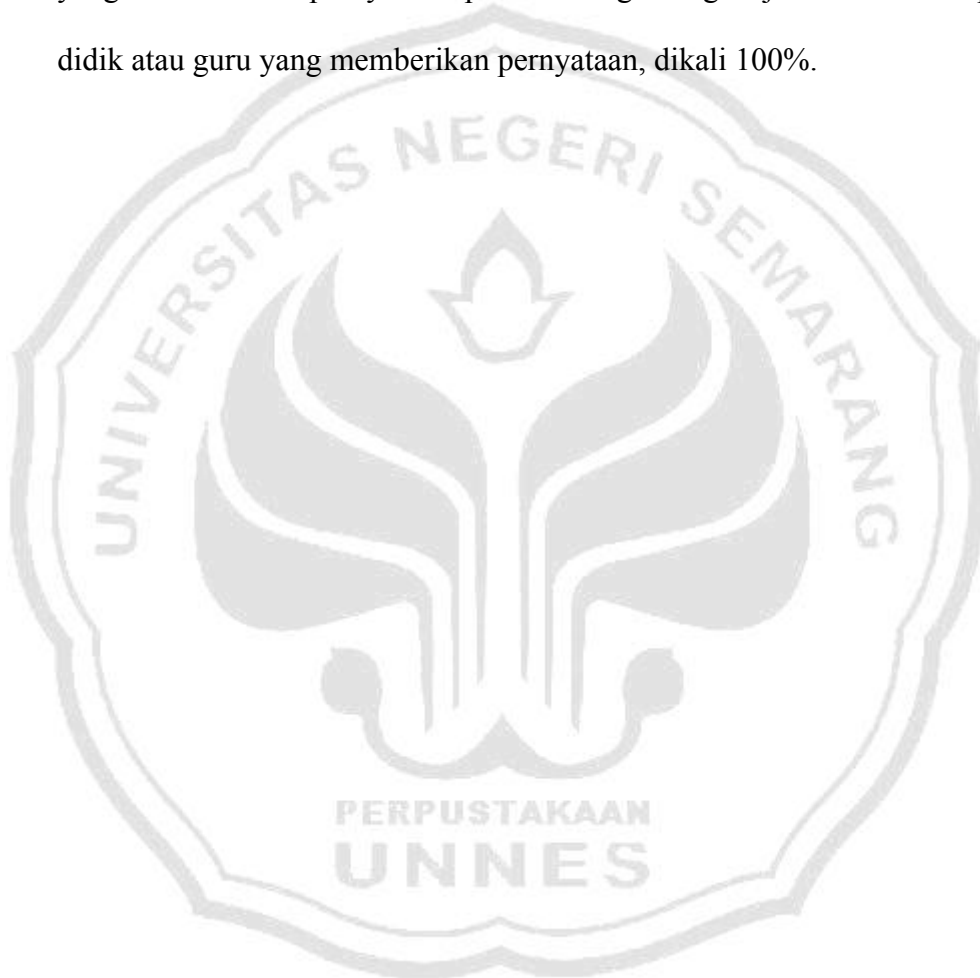 didik atau guru yang memberikan pernyataan, dikali 100%.
UNIVERSITAS NEGERI SEMARANG
PERPUSTAKAAN
UNNES